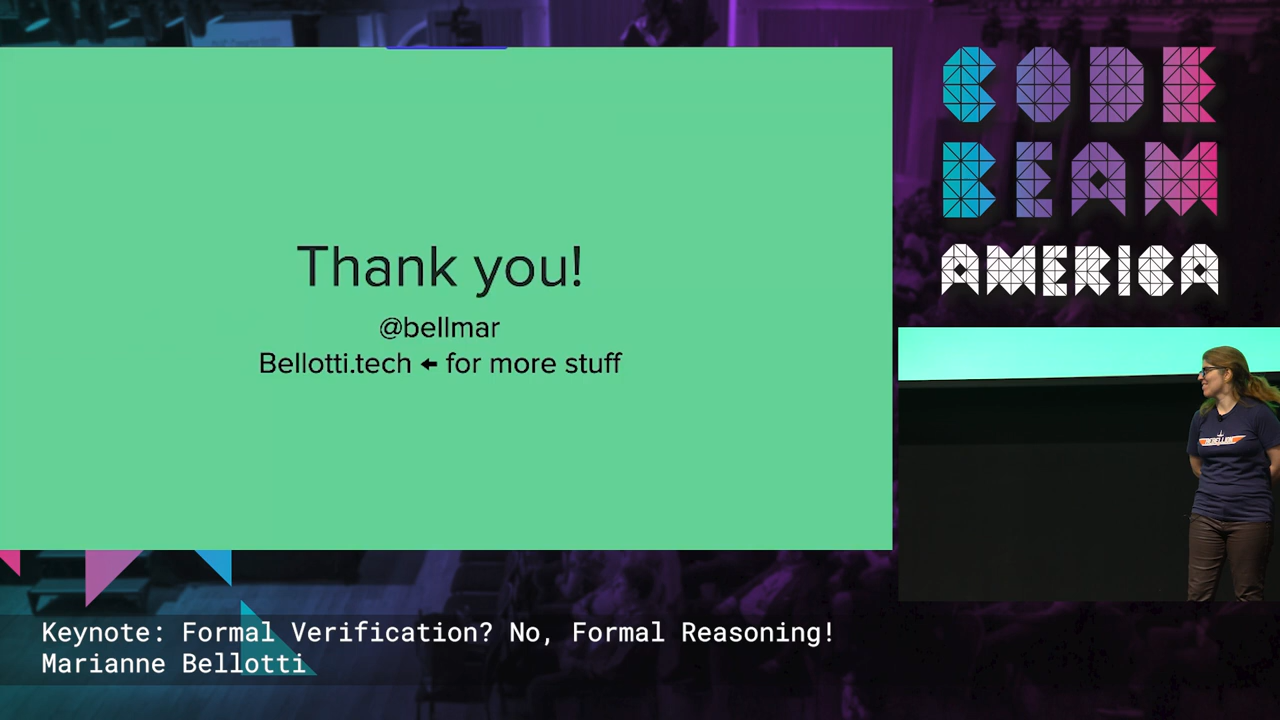 Thank you!
@bellmar
Bellotti.tech ← for more stuff
CODE
BEAM
AMERICA
Keynote: Formal Verification? No, Formal Reasoning!
Marianne Bellotti